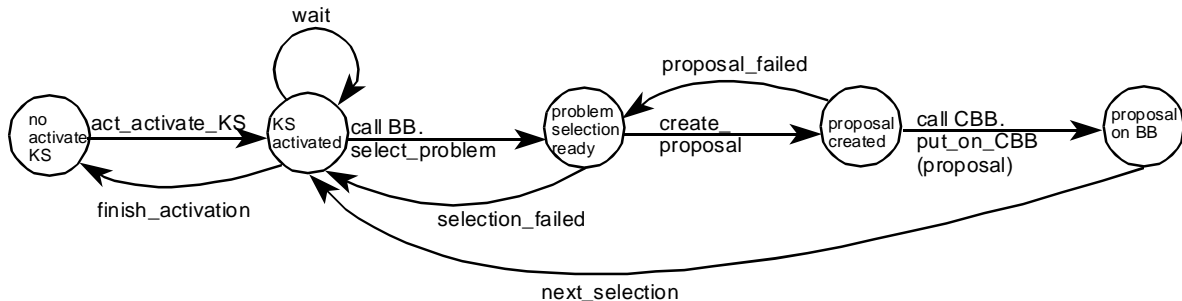 wait
proposal_failed
no
activate
KS
act_activate_KS
KS
activated
call BB.
select_problem
problem
selection
ready
create_
proposal
proposal
created
call CBB.
put_on_CBB
(proposal)
proposal
on BB
finish_activation
selection_failed
next_selection